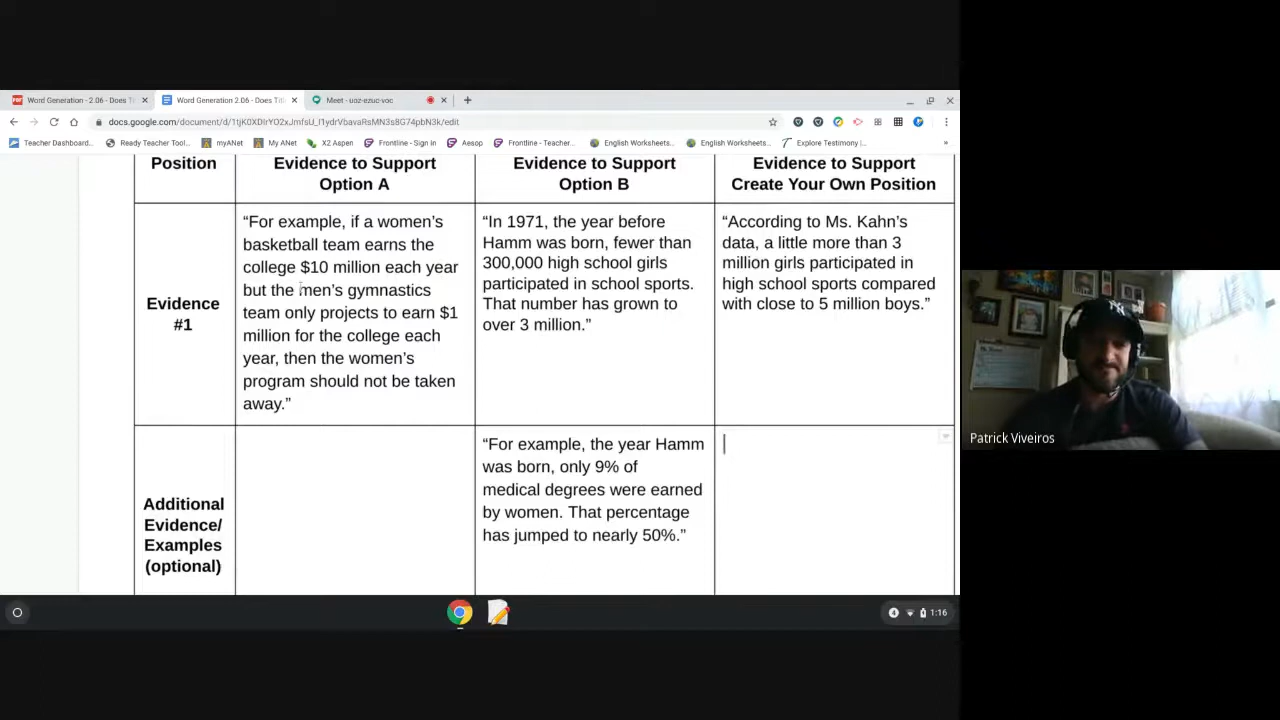 Word Generation - 2.06 - Does Ti
Word Generation 2.06 - Does Titl
Meet - uoz-ezuc-voc
Teacher Dashboard...
Ready Teacher Tool...
myANet
My ANet
X2 Aspen
Frontline - Sign in
Aesop
Frontline - Teacher...
English Worksheets...
English Worksheets...
Explore Testimony |...
»
Position
Evidence to Support
Option A
Evidence to Support
Option B
Evidence to Support
Create Your Own Position
Evidence
#1
“For example, if a women’s
basketball team earns the
college $10 million each year
but the men’s gymnastics
team only projects to earn $1
million for the college each
year, then the women’s
program should not be taken
away.”
“In 1971, the year before
Hamm was born, fewer than
300,000 high school girls
participated in school sports.
That number has grown to
over 3 million.”
“According to Ms. Kahn’s
data, a little more than 3
million girls participated in
high school sports compared
with close to 5 million boys.”
Additional
Evidence/
Examples
(optional)
“For example, the year Hamm
was born, only 9% of
medical degrees were earned
by women. That percentage
has jumped to nearly 50%.”
4
1:16
Patrick Viveiros